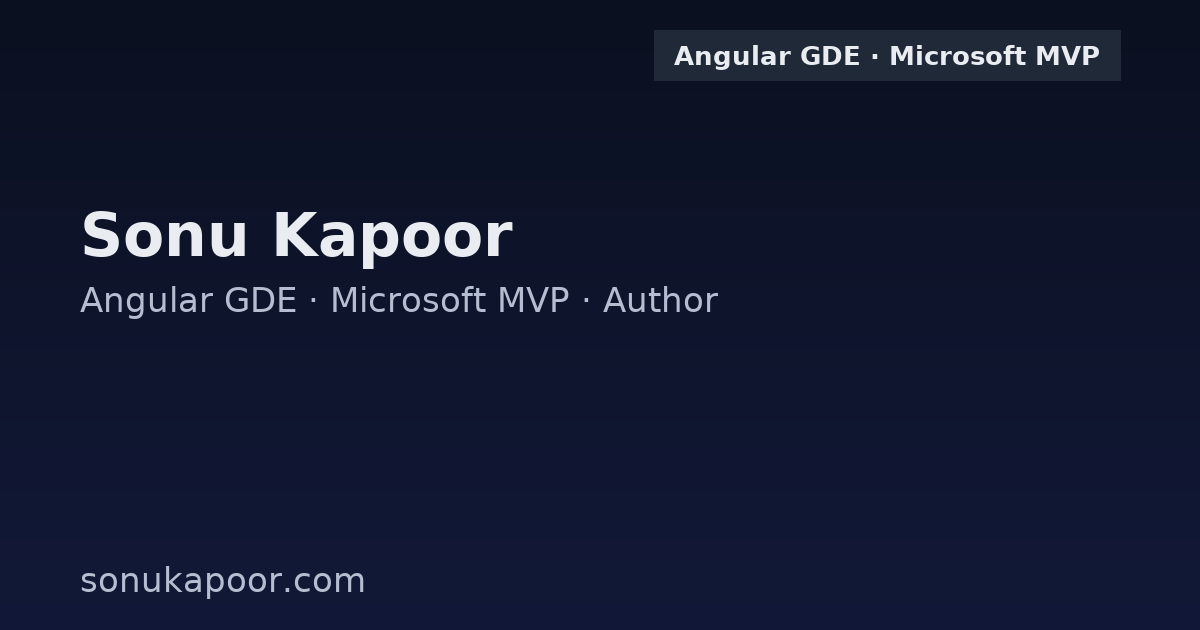 Angular GDE · Microsoft MVP
Sonu Kapoor
Angular GDE · Microsoft MVP · Author
sonukapoor.com